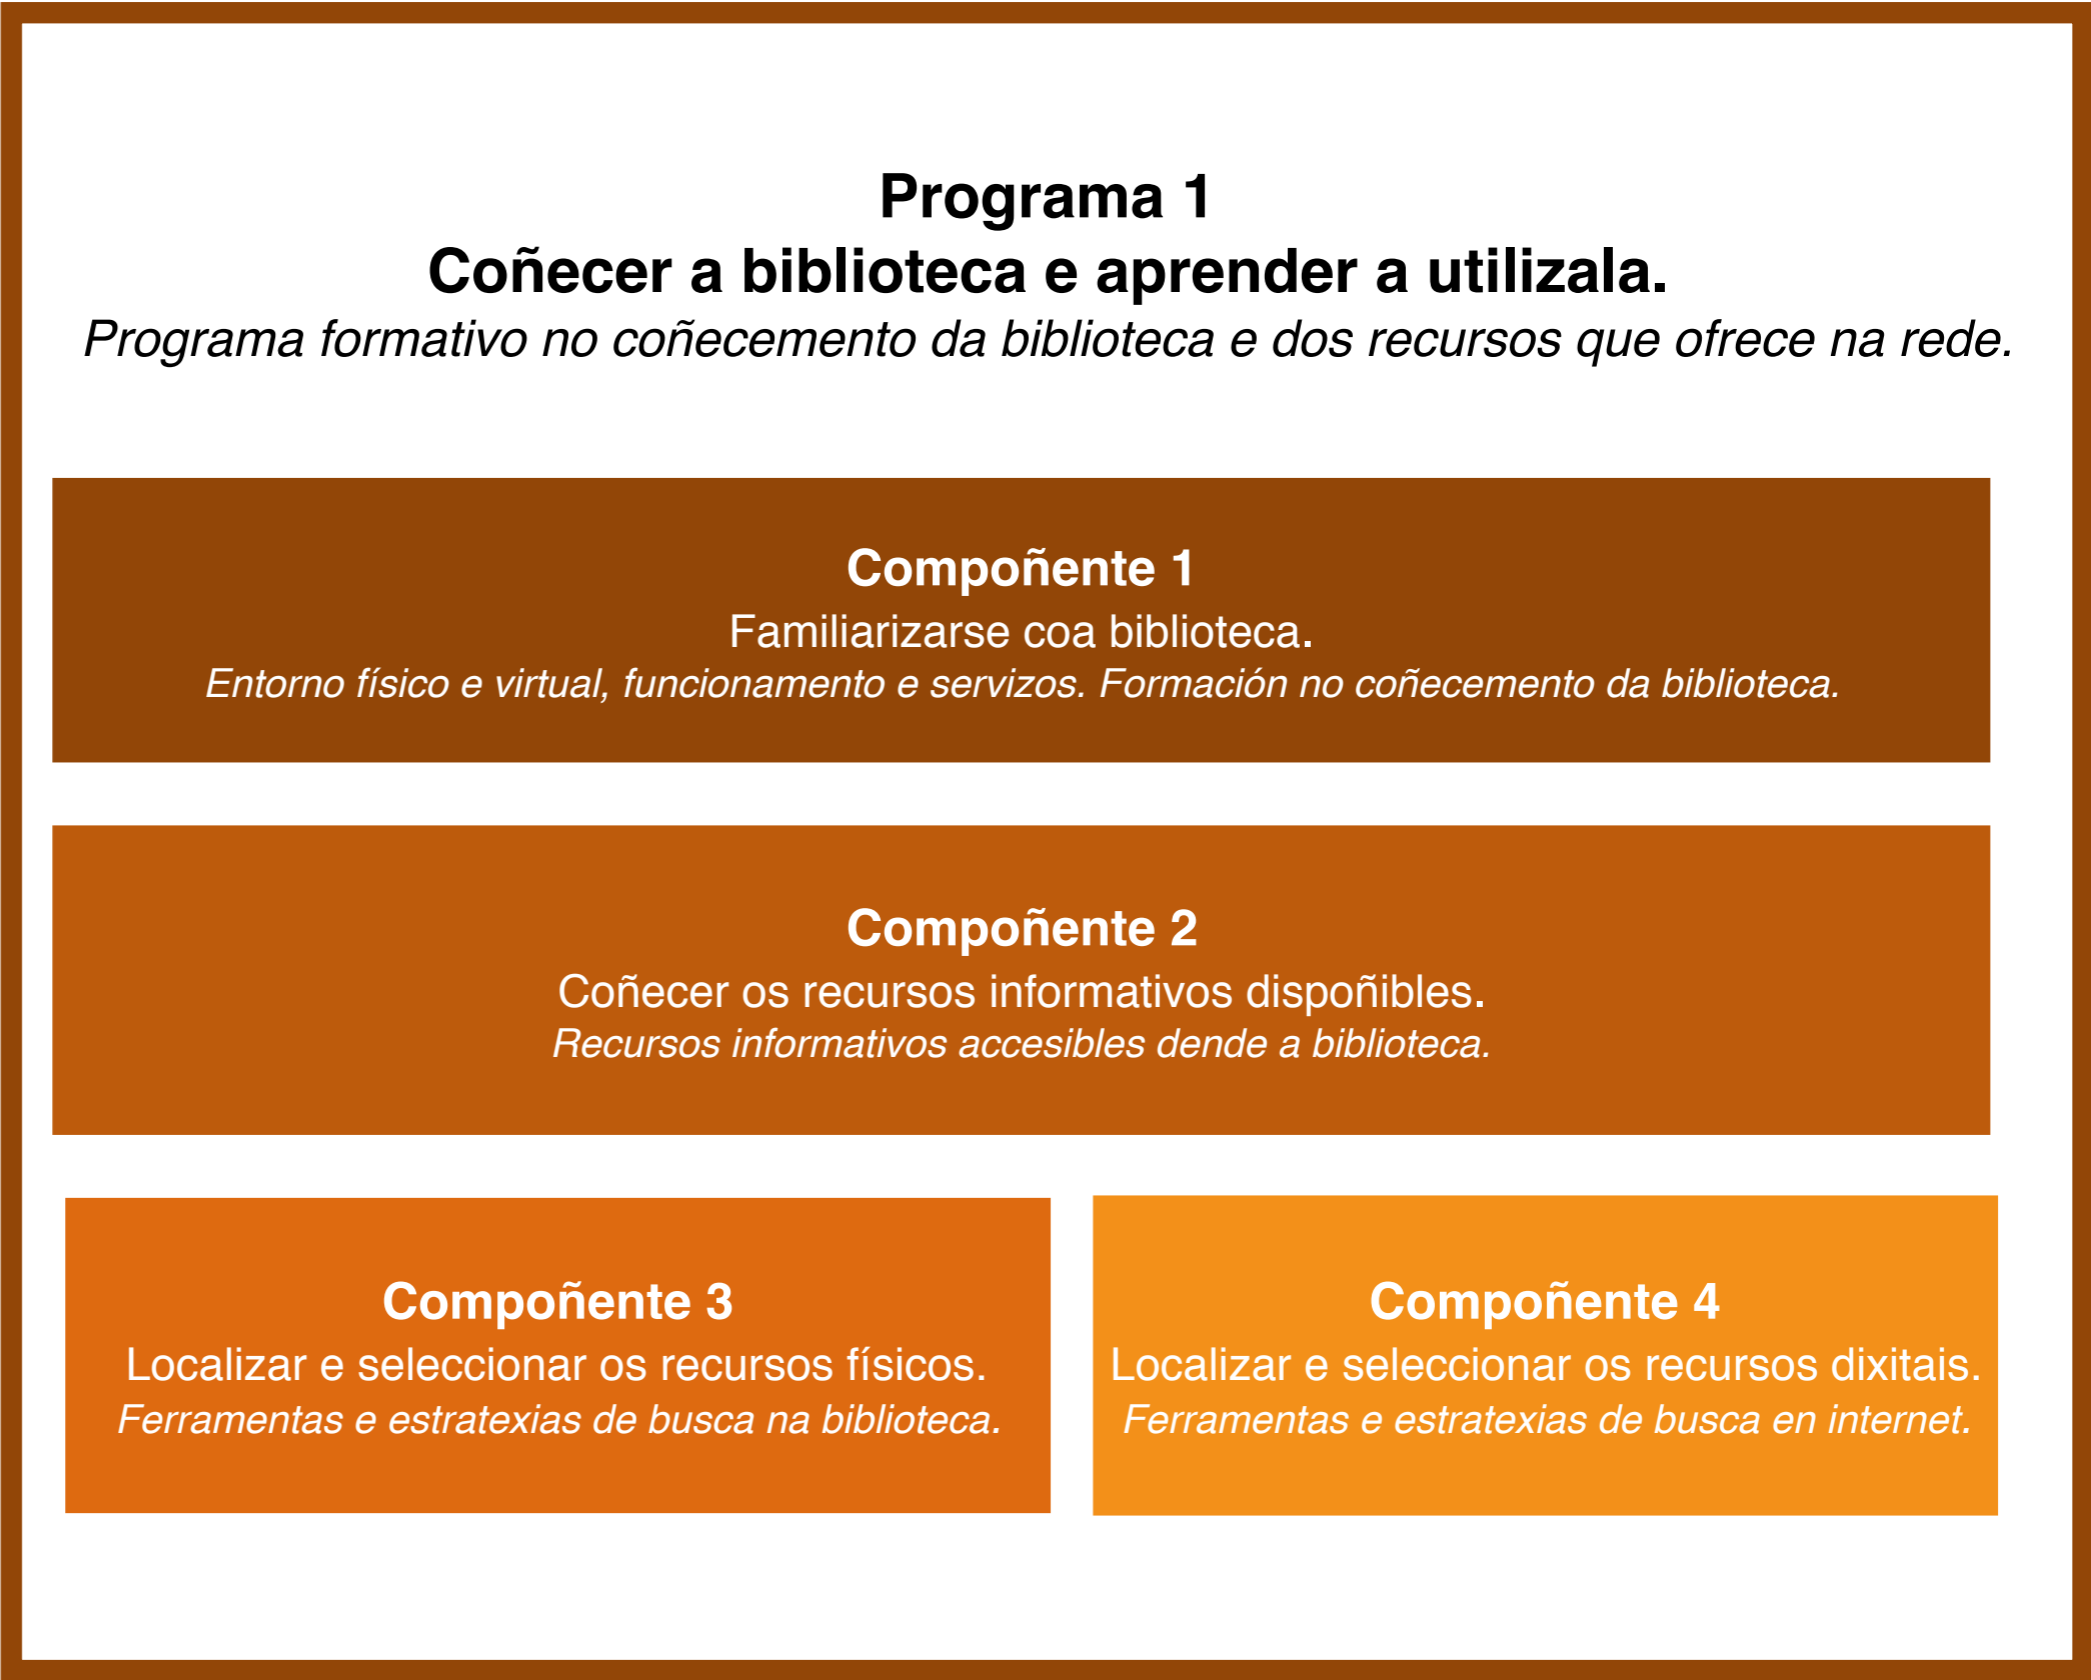 Programa 1
Coñecer a biblioteca e aprender a utilizala.
Programa formativo no coñecemento da biblioteca e dos recursos que ofrece na rede.
Compoñente 1
Familiarizarse coa biblioteca.
Entorno físico e virtual, funcionamento e servizos. Formación no coñecemento da biblioteca.
Compoñente 2
Coñecer os recursos informativos dispoñibles.
Recursos informativos accesibles dende a biblioteca.
Compoñente 3
Localizar e seleccionar os recursos físicos.
Ferramentas e estratexias de busca na biblioteca.
Compoñente 4
Localizar e seleccionar os recursos dixitais.
Ferramentas e estratexias de busca en internet.